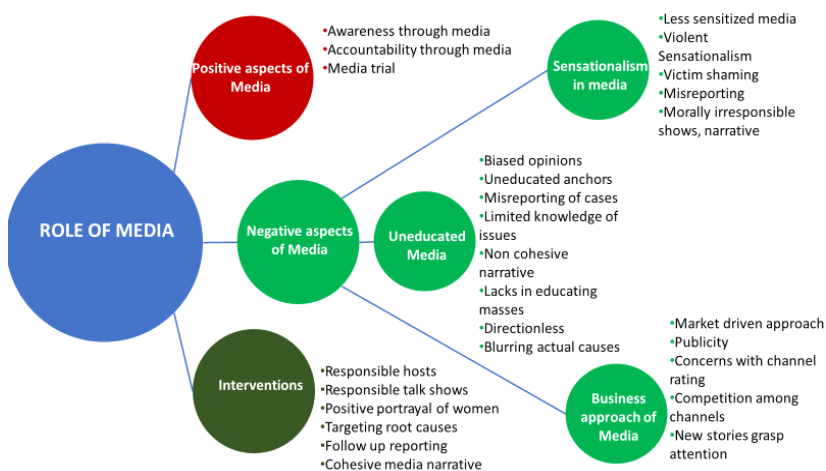 Positive aspects of
Media
•Awareness through media
•Accountability through media
•Media trial
Sensationalism
in media
•Less sensitized media
•Violent
Sensationalism
•Victim shaming
•Misreporting
•Morally irresponsible
shows, narrative
ROLE OF MEDIA
Negative aspects
of Media
Uneducated
Media
•Biased opinions
•Uneducated anchors
•Misreporting of cases
•Limited knowledge of
issues
•Non cohesive
narrative
•Lacks in educating
masses
•Directionless
•Blurring actual causes
Interventions
•Responsible hosts
•Responsible talk shows
•Positive portrayal of women
•Targeting root causes
•Follow up reporting
•Cohesive media narrative
Business
approach of
Media
•Market driven approach
•Publicity
•Concerns with channel
rating
•Competition among
channels
•New stories grasp
attention